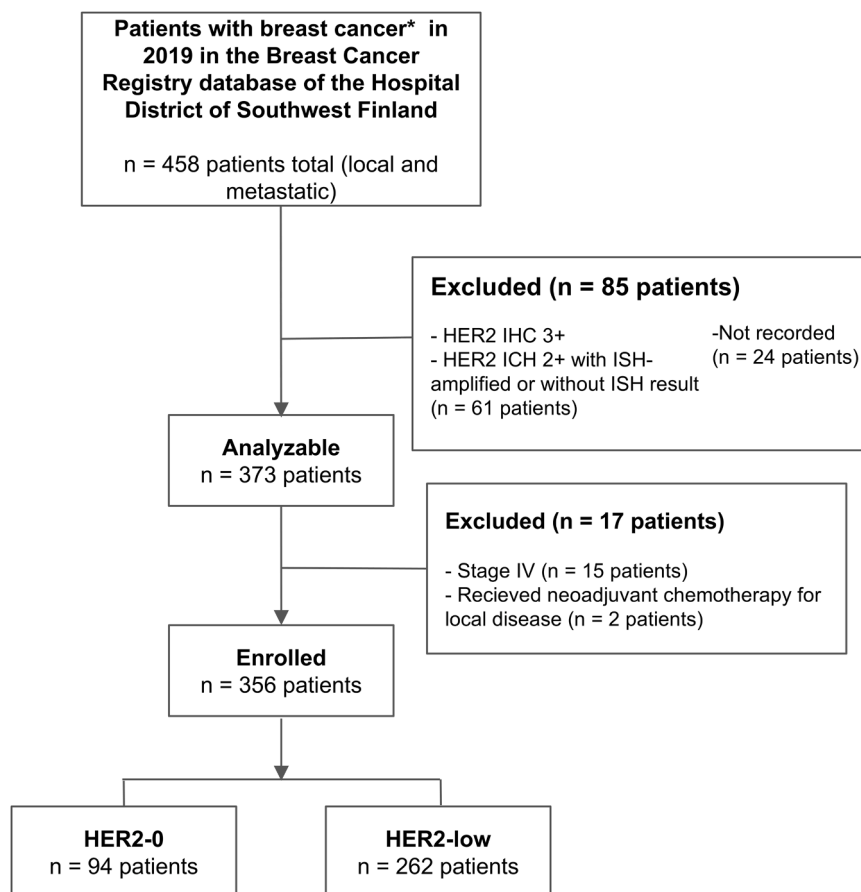 Patients with breast cancer* in
2019 in the Breast Cancer
Registry database of the Hospital
District of Southwest Finland
n = 458 patients total (local and
metastatic)
Excluded (n = 85 patients)
- HER2 IHC 3+
- HER2 ICH 2+ with ISH-
amplified or without ISH result
(n = 61 patients)
-Not recorded
(n = 24 patients)
Analyzable
n = 373 patients
Excluded (n = 17 patients)
- Stage IV (n = 15 patients)
- Recieved neoadjuvant chemotherapy for
local disease (n = 2 patients)
Enrolled
n = 356 patients
HER2-0
n = 94 patients
HER2-low
n = 262 patients